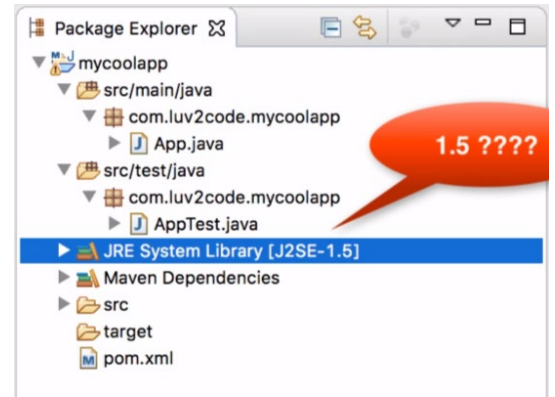 Package Explorer
mycoolapp
src/main/java
com.luv2code.mycoolapp
App.java
1.5 ????
src/test/java
com.luv2code.mycoolapp
AppTest.java
JRE System Library [J2SE-1.5]
Maven Dependencies
src
target
pom.xml